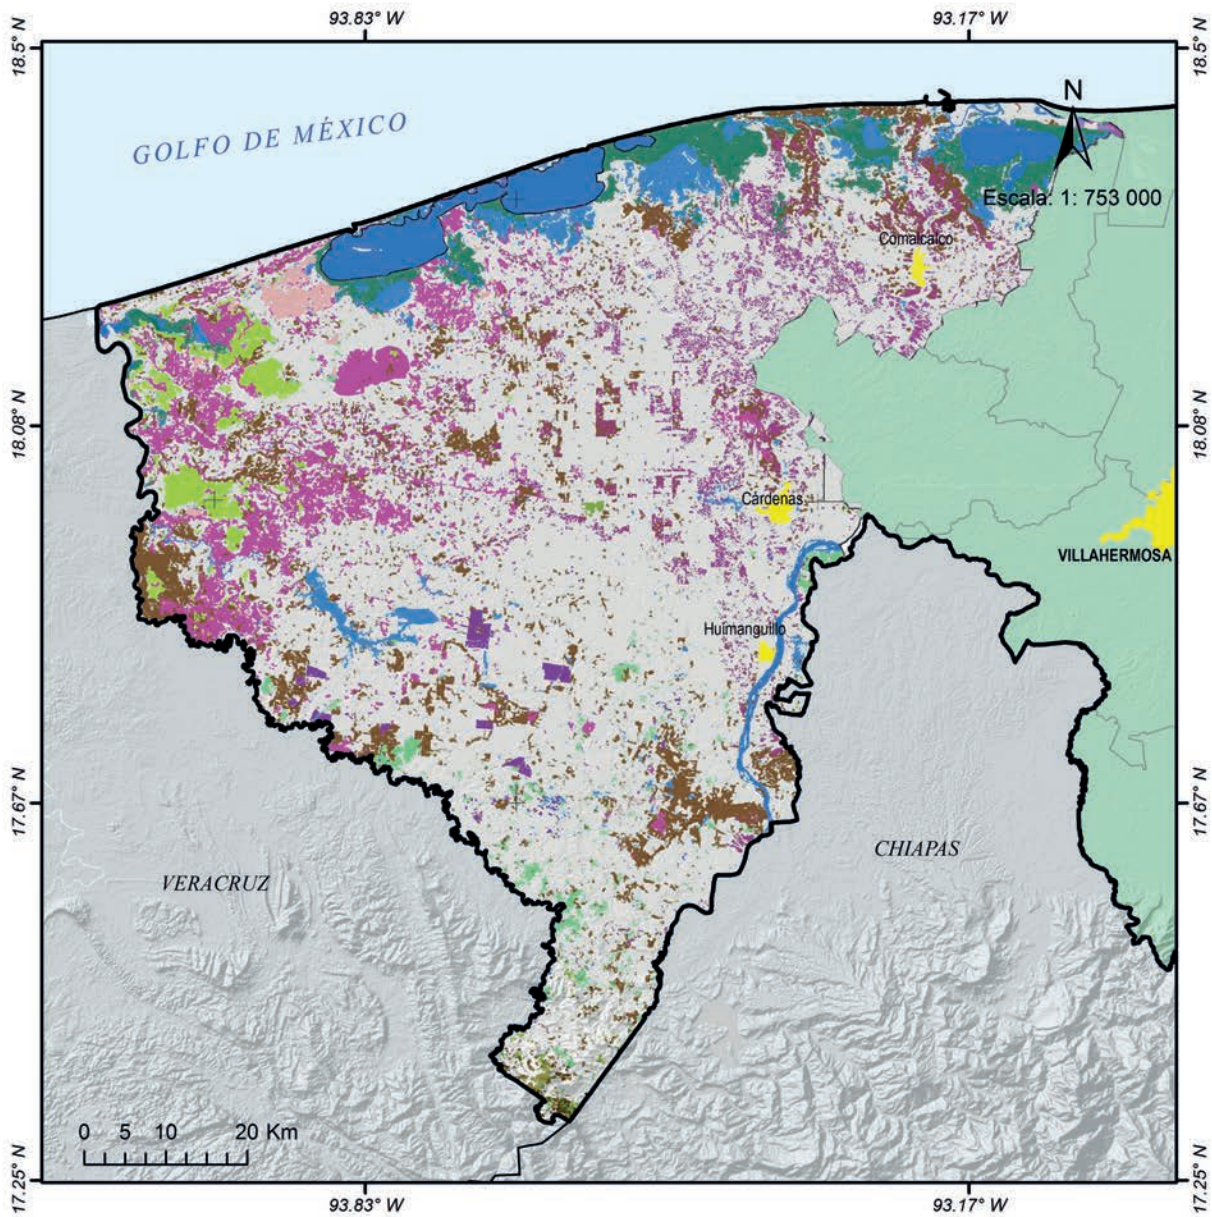 93.83° W
93.17° W
18.5° N
18.5° N
N
GOLFO DE MÉXICO
Escala: 1: 753 000
Comalcalco
18.08° N
18.08° N
Cárdenas
VILLAHERMOSA
Huimanguillo
17.67° N
17.67° N
CHIAPAS
VERACRUZ
0 5 10 20 Km
17.25° N
17.25° N
93.83° W
93.17° W